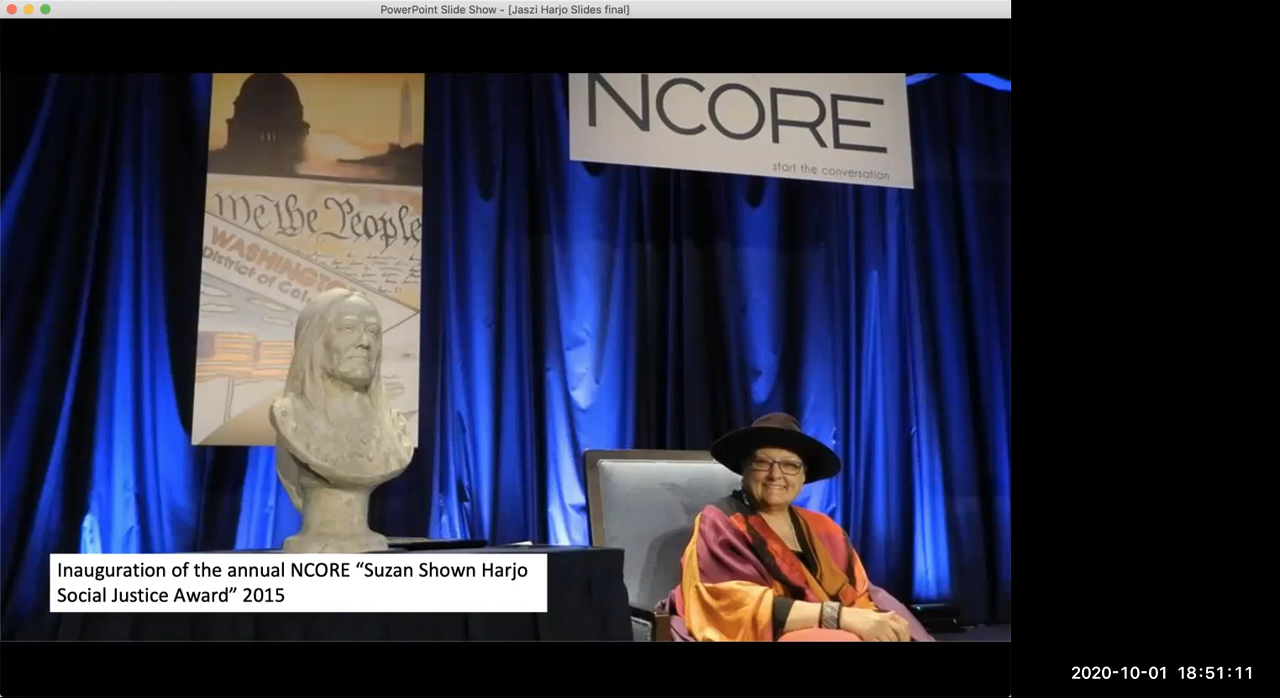 PowerPoint Slide Show - [Jaszi Harjo Slides final]
NCORE
start the conversation
We the People
WASHINGTO
District of Col
Inauguration of the annual NCORE “Suzan Shown Harjo
Social Justice Award” 2015
2020-10-01 18:51:11